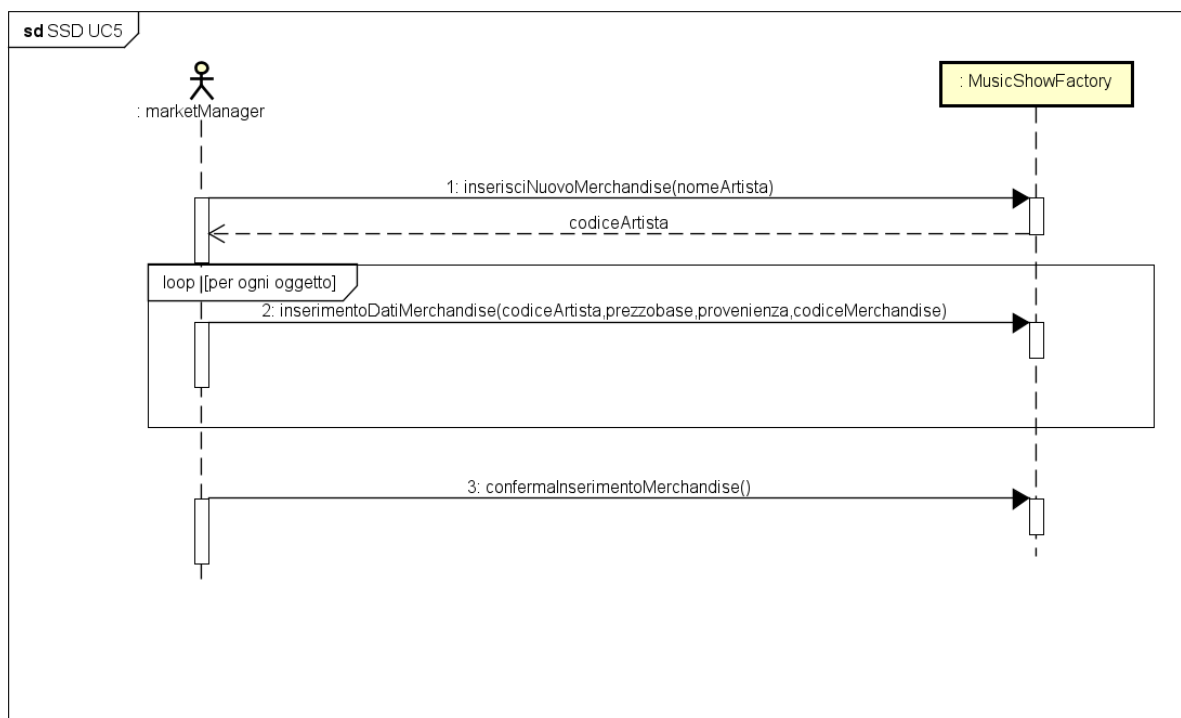 sd SSD UC5
: marketManager
: MusicShowFactory
1: inserisciNuovoMerchandise(nomeArtista)
codiceArtista
loop [per ogni oggetto]
2: inserimentoDatiMerchandise(codiceArtista,prezzobase,provenienza,codiceMerchandise)
3: confermaInserimentoMerchandise()